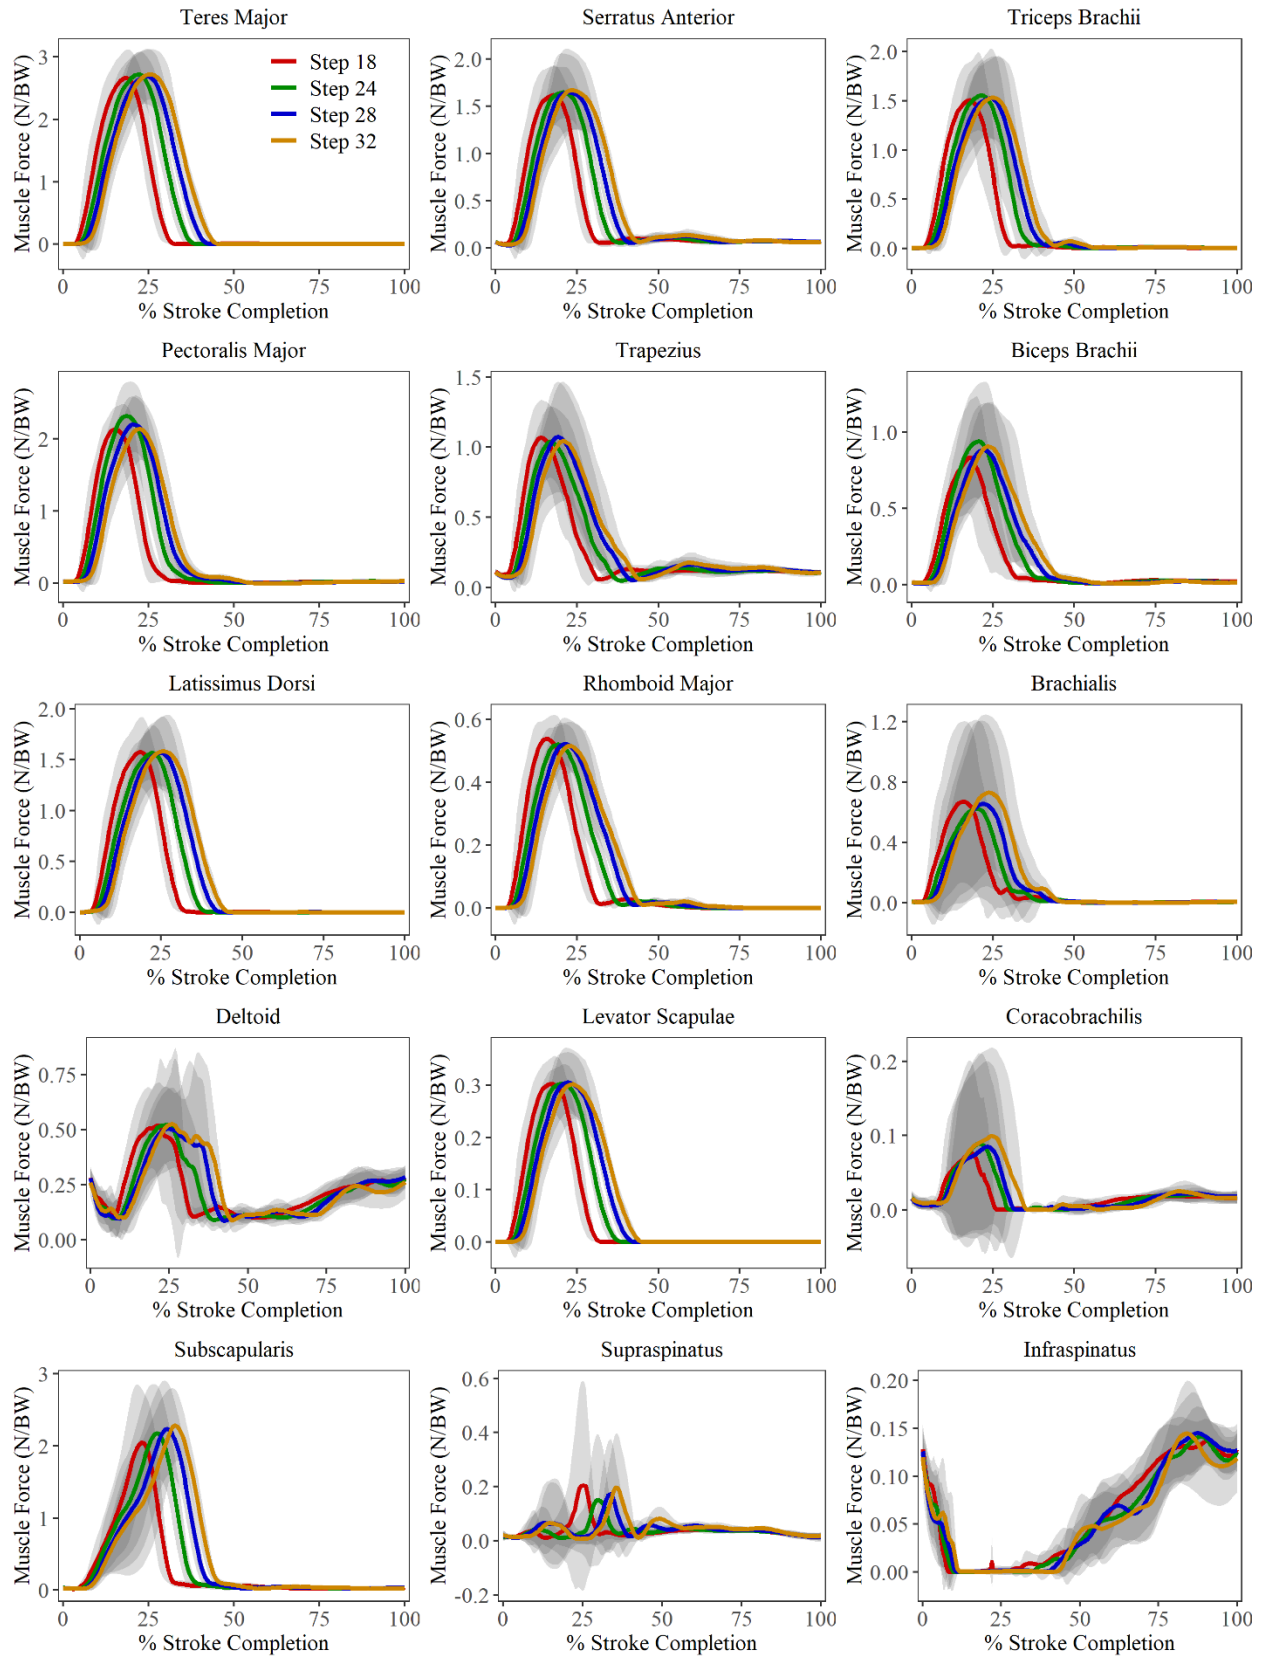 Teres Major
Serratus Anterior
Triceps Brachii
Muscle Force (N/BW)
3
2
1
0
Step 18
Step 24
Step 28
Step 32
0 25 50 75 100
% Stroke Completion
Muscle Force (N/BW)
2.0
1.5
1.0
0.5
0.0
0 25 50 75 100
% Stroke Completion
Muscle Force (N/BW)
2.0
1.5
1.0
0.5
0.0
0 25 50 75 100
% Stroke Completion
Pectoralis Major
Trapezius
Biceps Brachii
Muscle Force (N/BW)
2
1
0
0 25 50 75 100
% Stroke Completion
Muscle Force (N/BW)
1.5
1.0
0.5
0.0
0 25 50 75 100
% Stroke Completion
Muscle Force (N/BW)
1.0
0.5
0.0
0 25 50 75 100
% Stroke Completion
Latissimus Dorsi
Rhomboid Major
Brachialis
Muscle Force (N/BW)
2.0
1.5
1.0
0.5
0.0
0 25 50 75 100
% Stroke Completion
Muscle Force (N/BW)
0.6
0.4
0.2
0.0
0 25 50 75 100
% Stroke Completion
Muscle Force (N/BW)
1.2
0.8
0.4
0.0
0 25 50 75 100
% Stroke Completion
Deltoid
Levator Scapulae
Coracobrachilis
Muscle Force (N/BW)
0.75
0.50
0.25
0.00
0 25 50 75 100
% Stroke Completion
Muscle Force (N/BW)
0.3
0.2
0.1
0.0
0 25 50 75 100
% Stroke Completion
Muscle Force (N/BW)
0.2
0.1
0.0
0 25 50 75 100
% Stroke Completion
Subscapularis
Supraspinatus
Infraspinatus
Muscle Force (N/BW)
3
2
1
0
0 25 50 75 100
% Stroke Completion
Muscle Force (N/BW)
0.6
0.4
0.2
0.0
-0.2
0 25 50 75 100
% Stroke Completion
Muscle Force (N/BW)
0.20
0.15
0.10
0.05
0.00
0 25 50 75 100
% Stroke Completion